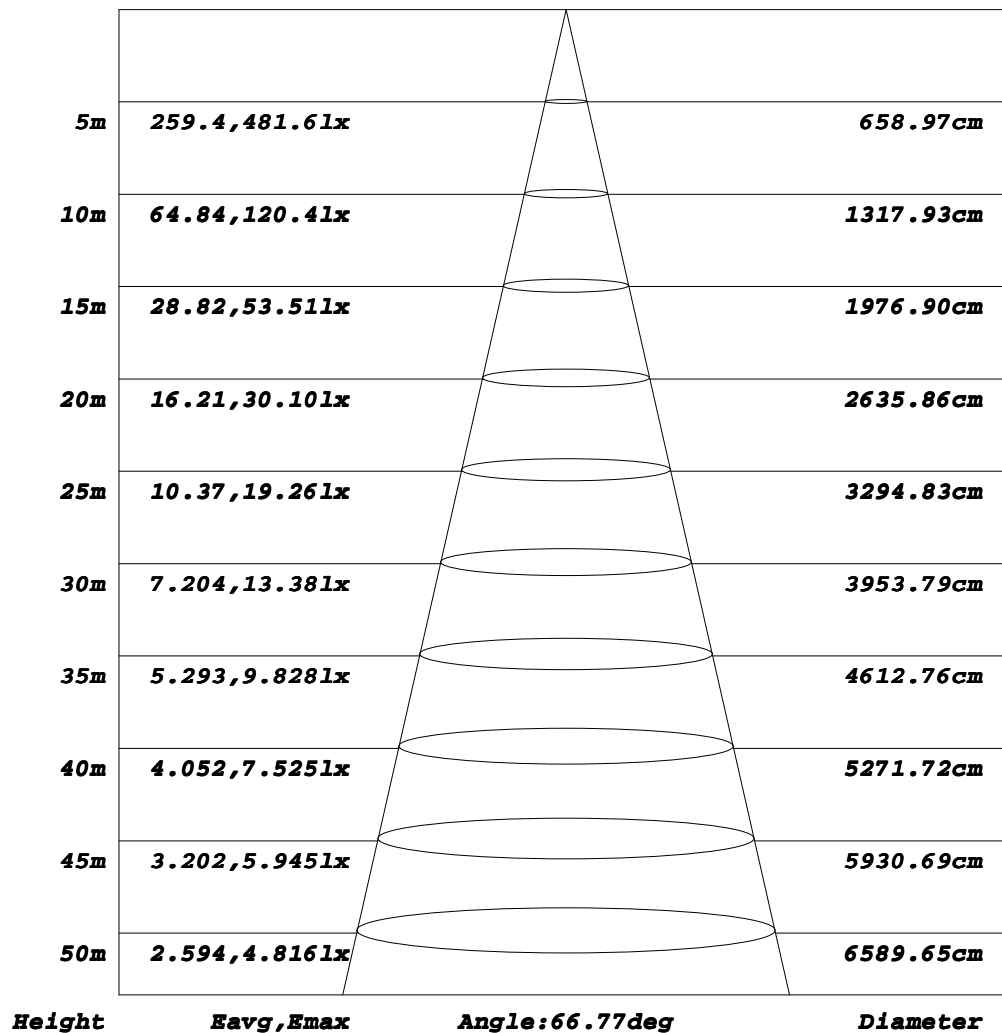 5m 259.4,481.6lx 658.97cm
10m 64.84,120.4lx 1317.93cm
15m 28.82,53.51lx 1976.90cm
20m 16.21,30.10lx 2635.86cm
25m 10.37,19.26lx 3294.83cm
30m 7.204,13.38lx 3953.79cm
35m 5.293,9.828lx 4612.76cm
40m 4.052,7.525lx 5271.72cm
45m 3.202,5.945lx 5930.69cm
50m 2.594,4.816lx 6589.65cm
Height Eavg,Emax Angle:66.77deg Diameter